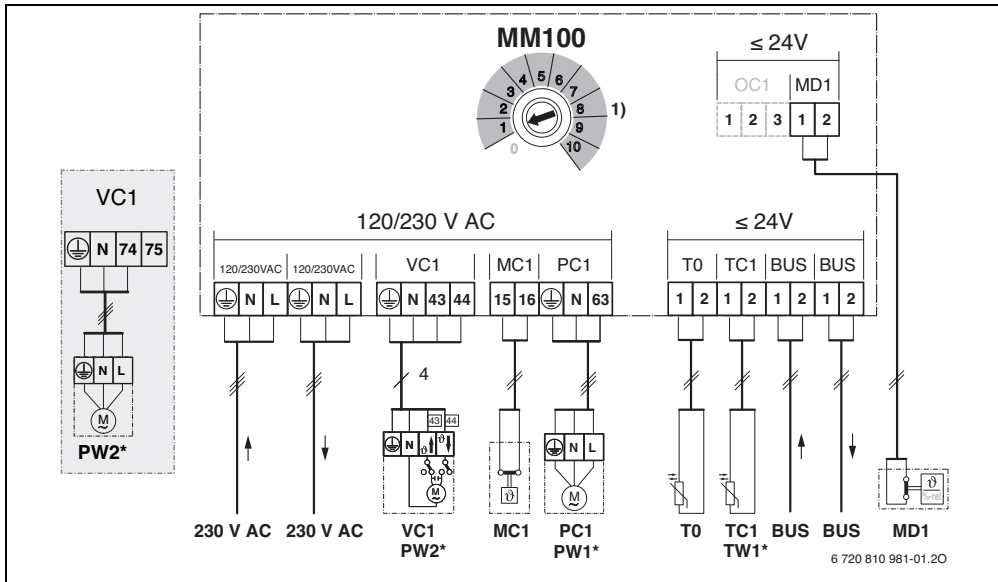 MM100
0 1 2 3 4 5 6 7 8 9 10
1)
≤ 24V
OC1 MD1
1 2 3 1 2
VC1
N 74 75
N L
M
~
PW2*
120/230 V AC
≤ 24V
120/230VAC 120/230VAC VC1 MC1 PC1 T0 TC1 BUS BUS
N L N L N 43 44 15 16 N 63 1 2 1 2 1 2 1 2
4
43 44
N ϑ ϑ
M
~
ϑ
N L
M
~
ϑ
%-rel
230 V AC 230 V AC VC1 MC1 PC1 T0 TC1 BUS BUS MD1
PW2* PW1* TW1*
6 720 810 981-01.2O